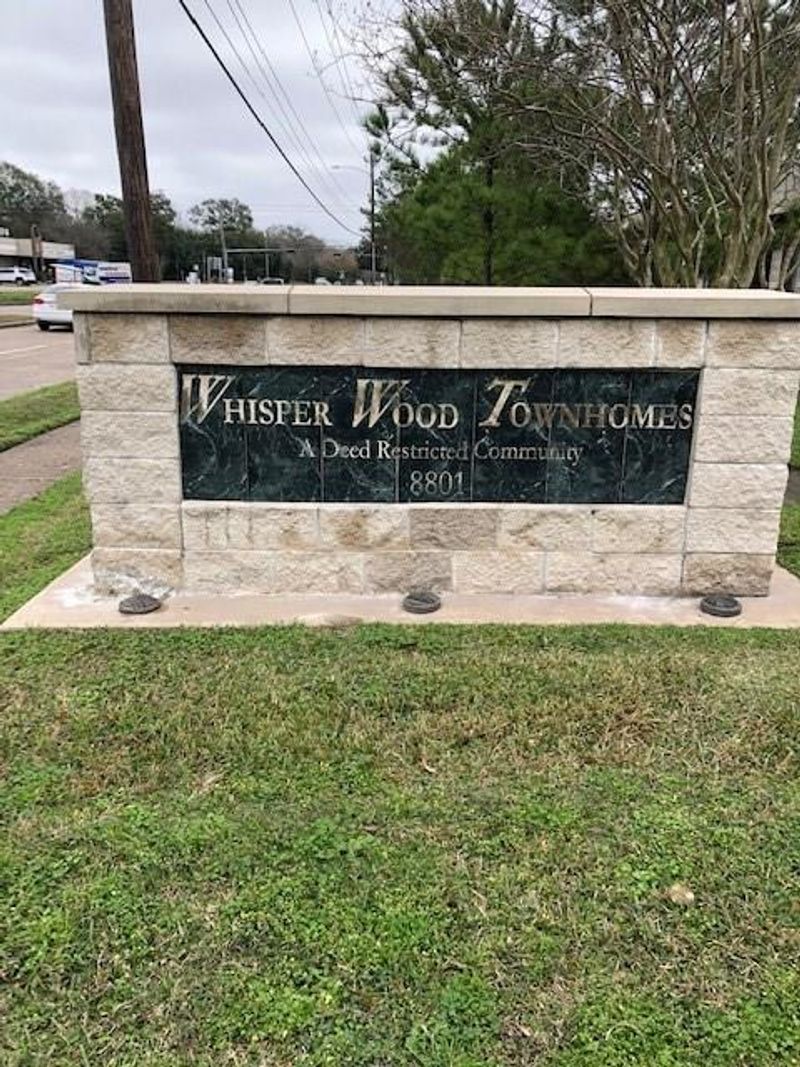 WHISPER WOOD TOWNHOMES
A Deed Restricted Community
8801